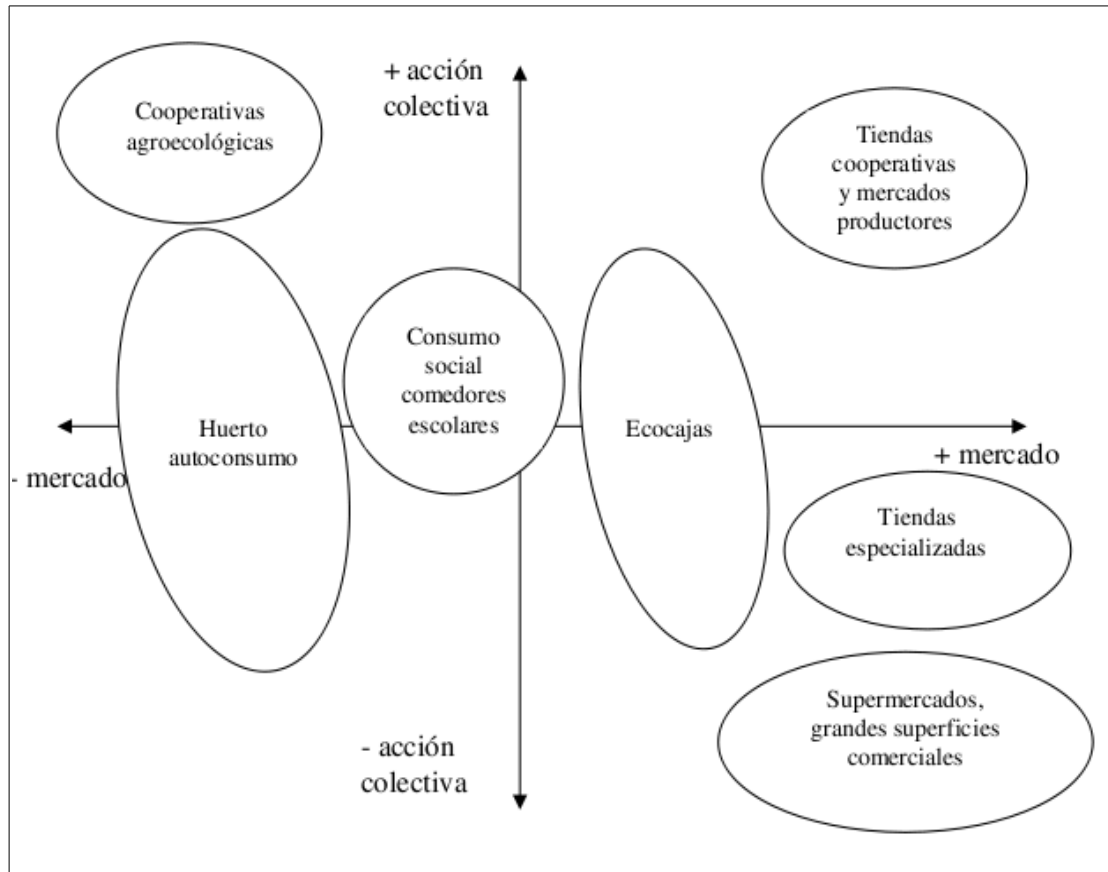 + acción
colectiva
Cooperativas
agroecológicas
Tiendas
cooperativas
y mercados
productores
Consumo
social
comedores
escolares
Huerto
autoconsumo
Ecocajas
- mercado
+ mercado
Tiendas
especializadas
Supermercados,
grandes superficies
comerciales
- acción
colectiva